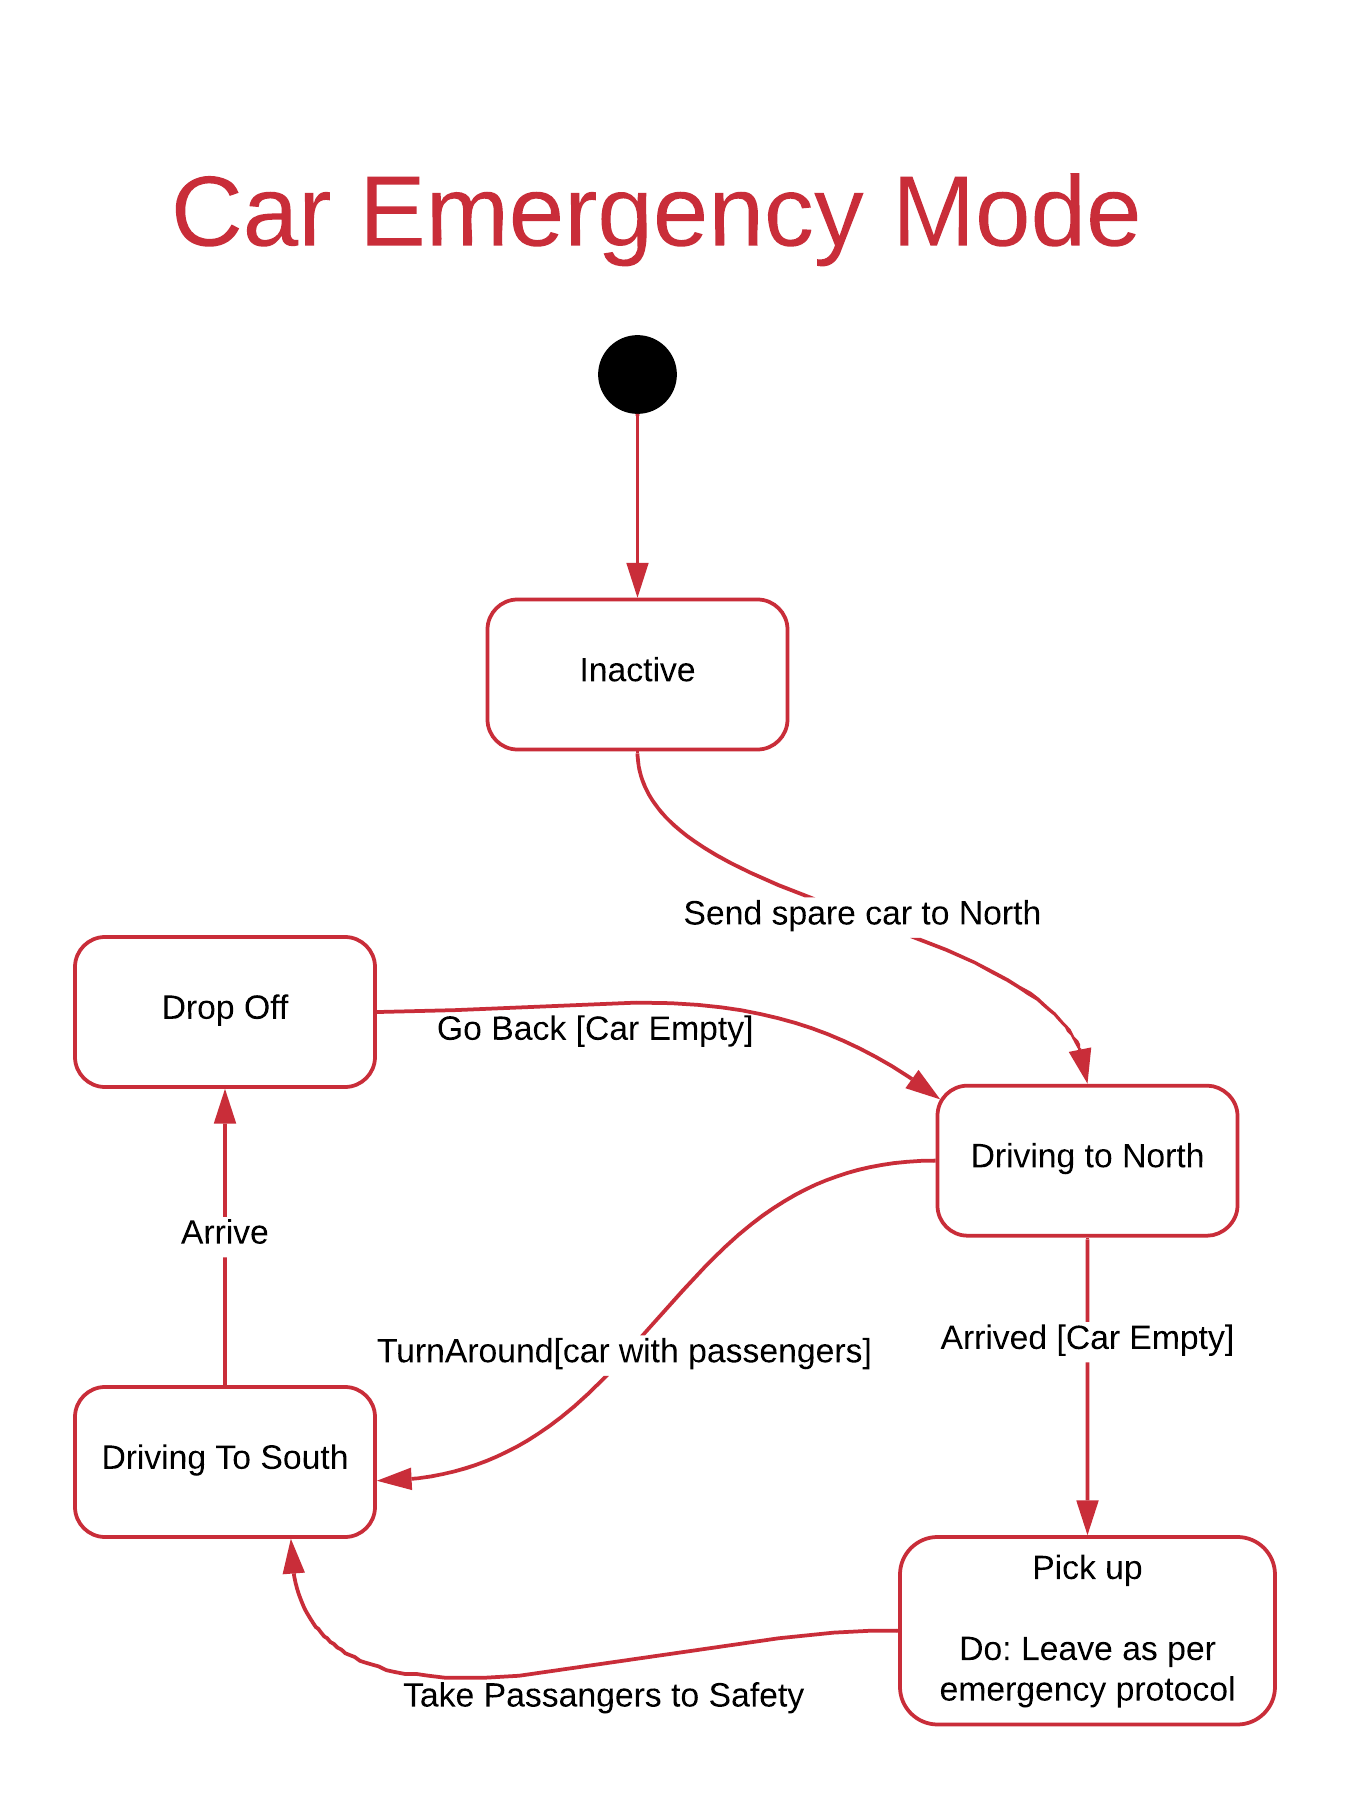 Car Emergency Mode
Inactive
Send spare car to North
Drop Off
Go Back [Car Empty]
Driving to North
Arrive
TurnAround[car with passengers]
Arrived [Car Empty]
Driving To South
Pick up
Do: Leave as per
emergency protocol
Take Passangers to Safety